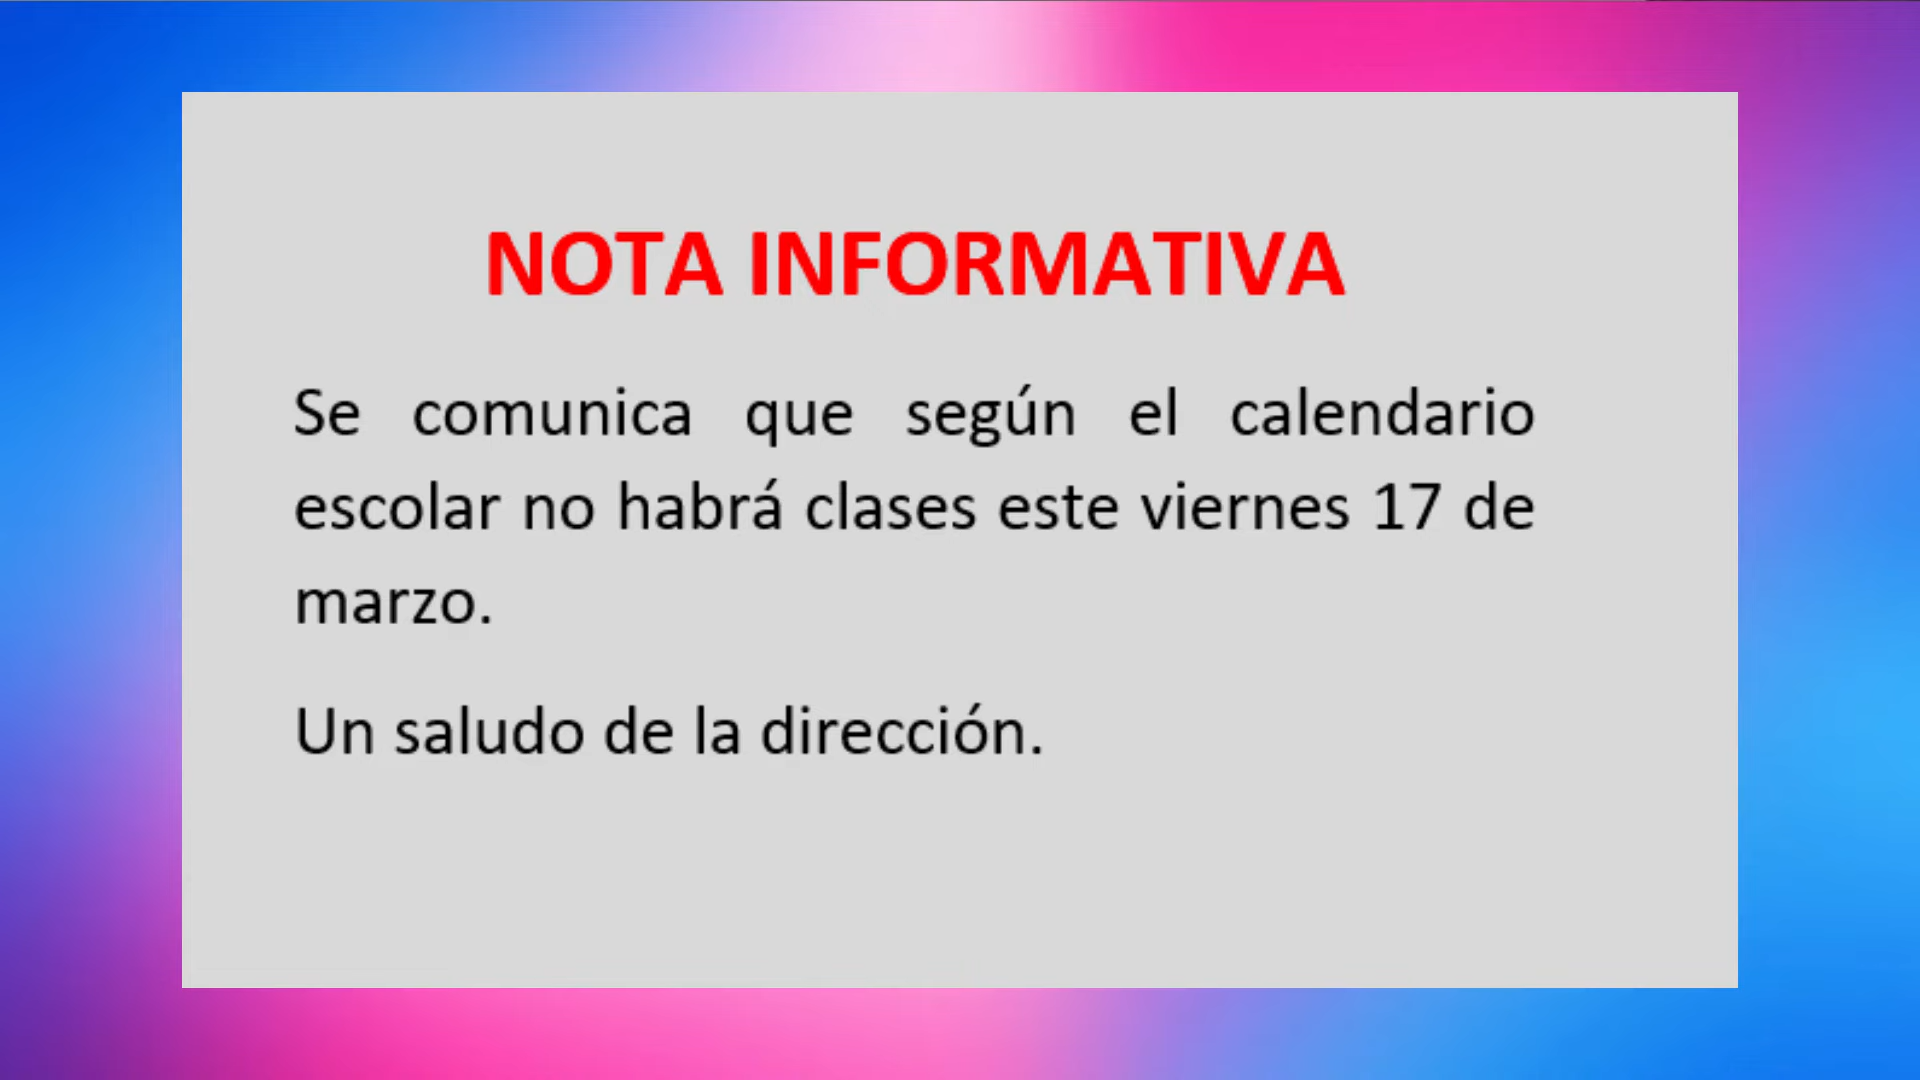 NOTA INFORMATIVA
Se comunica que según el calendario
escolar no habrá clases este viernes 17 de
marzo.
Un saludo de la dirección.